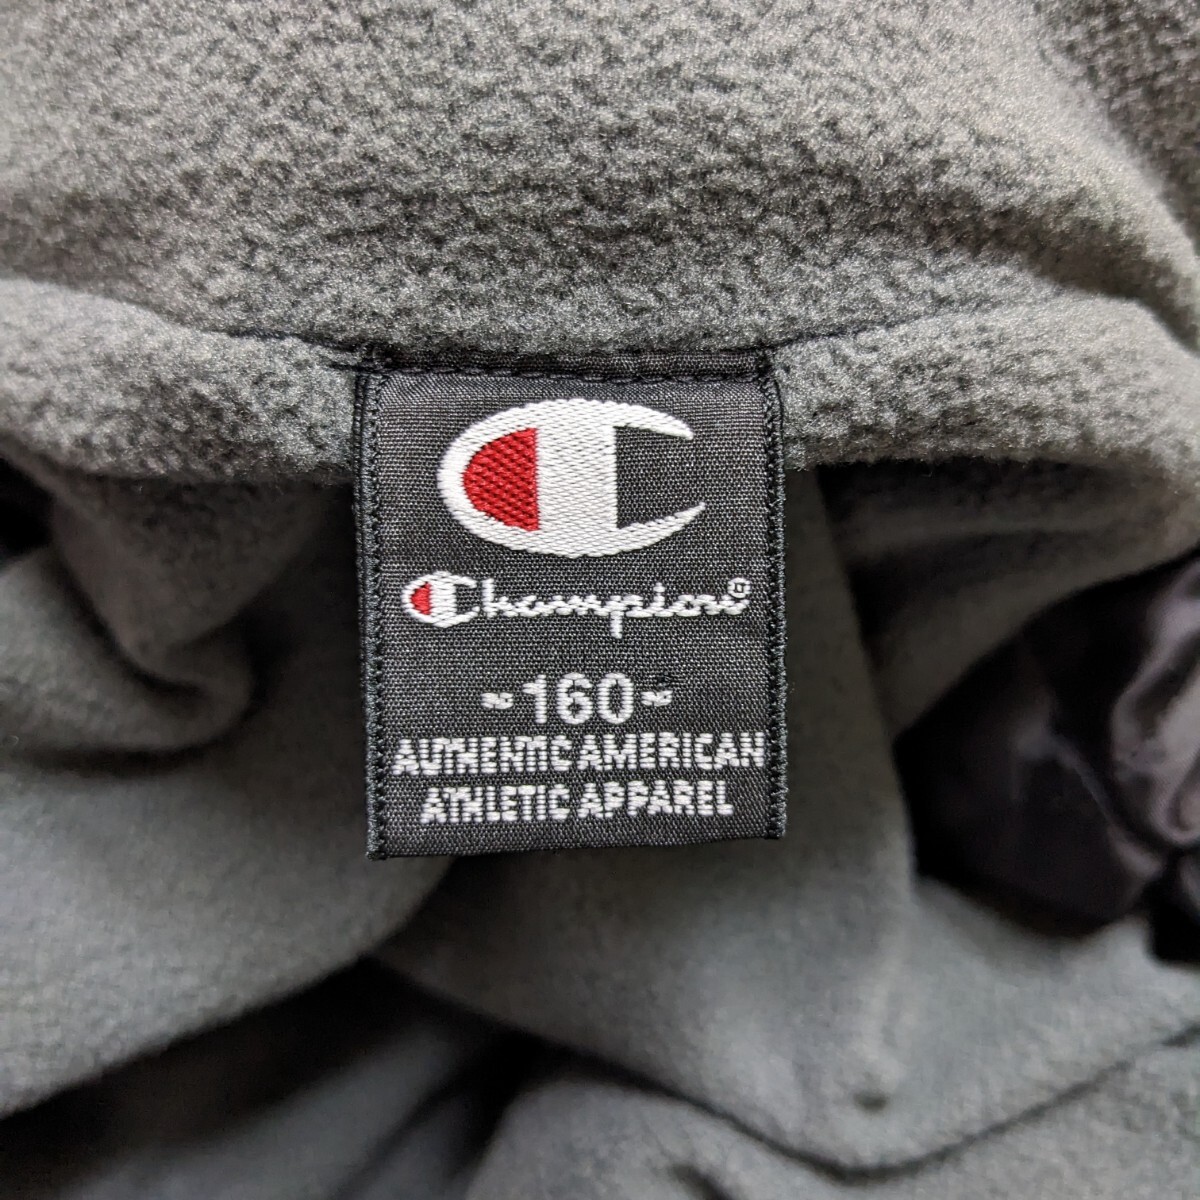 Champion®
~160~
AUTHENTIC AMERICAN
ATHLETIC APPAREL